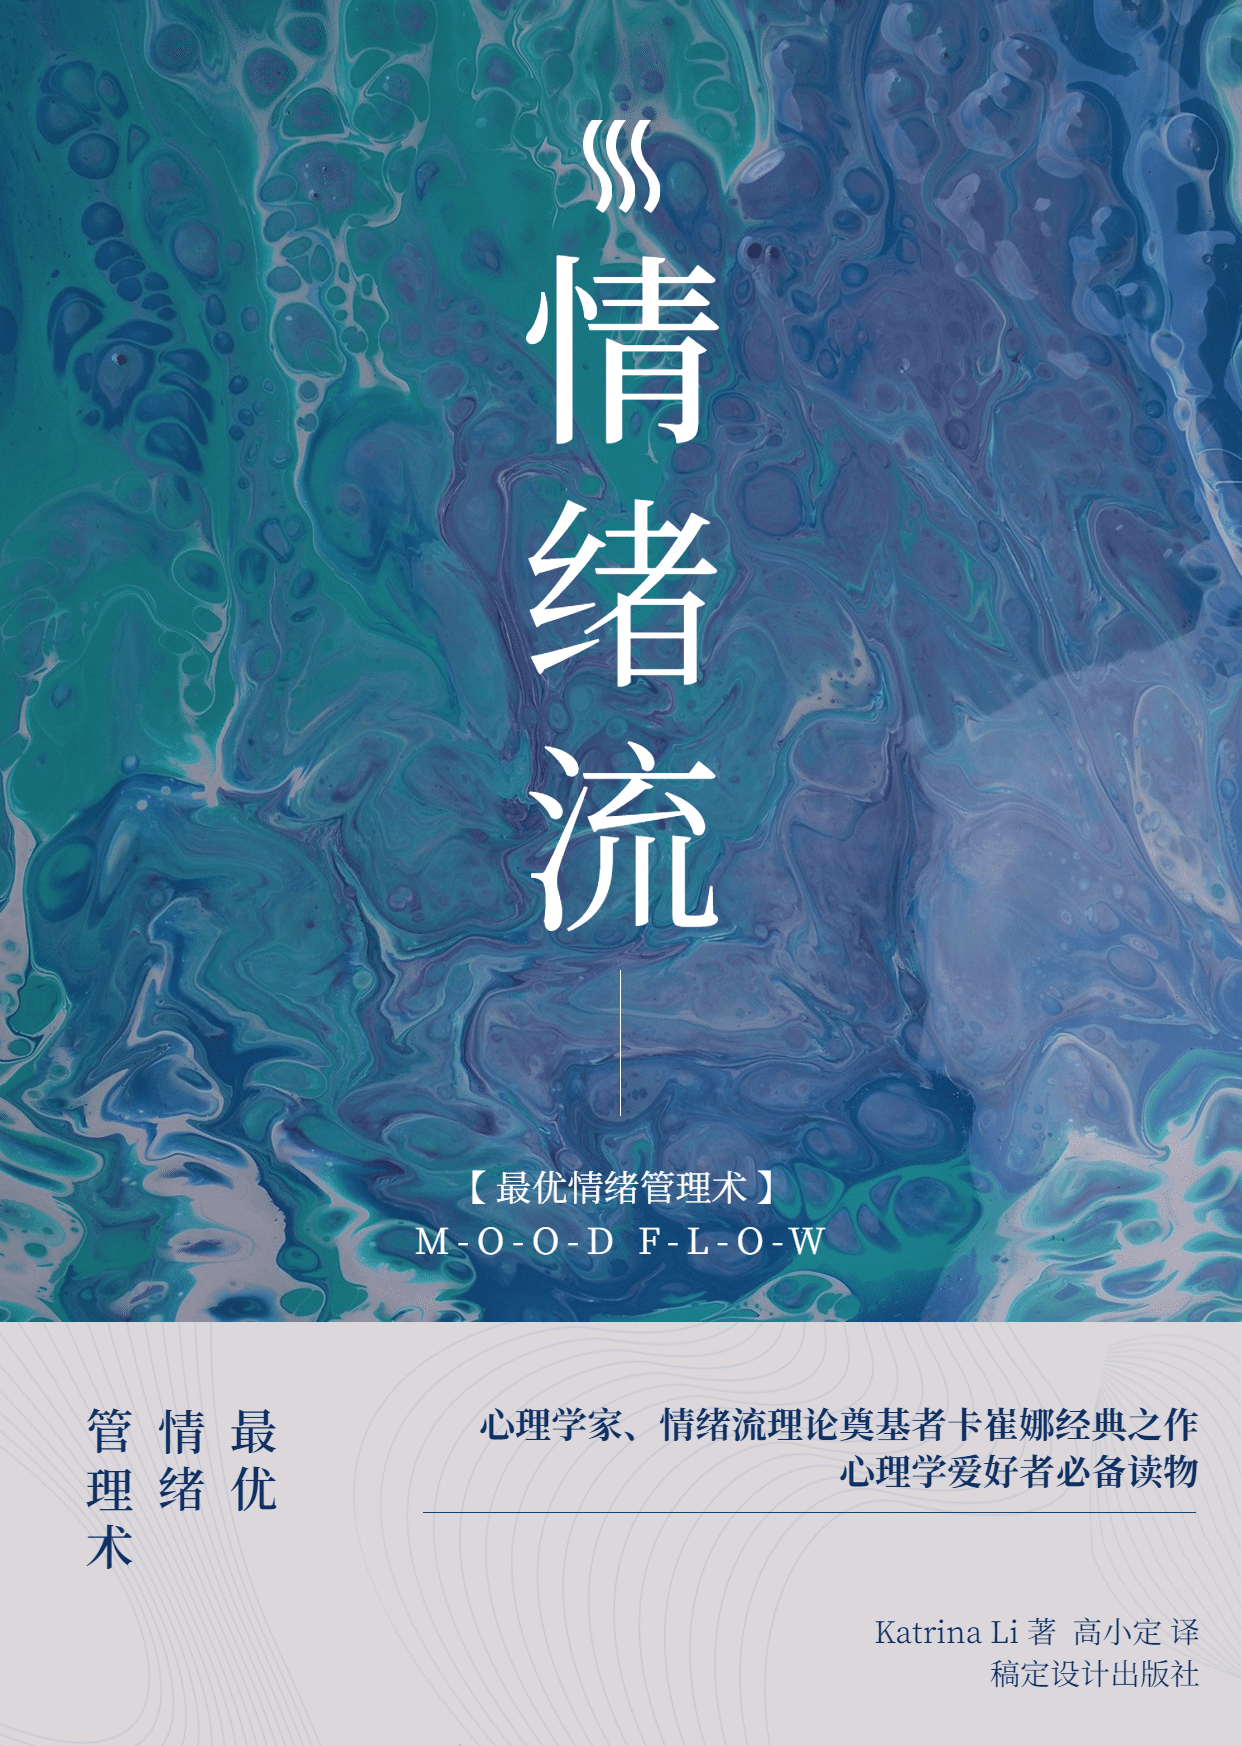 情绪流
【 最优情绪管理术 】
M-O-O-D F-L-O-W
最优
情绪
管理术
心理学家、情绪流理论奠基者卡崔娜经典之作
心理学爱好者必备读物
Katrina Li 著 高小定 译
稿定设计出版社